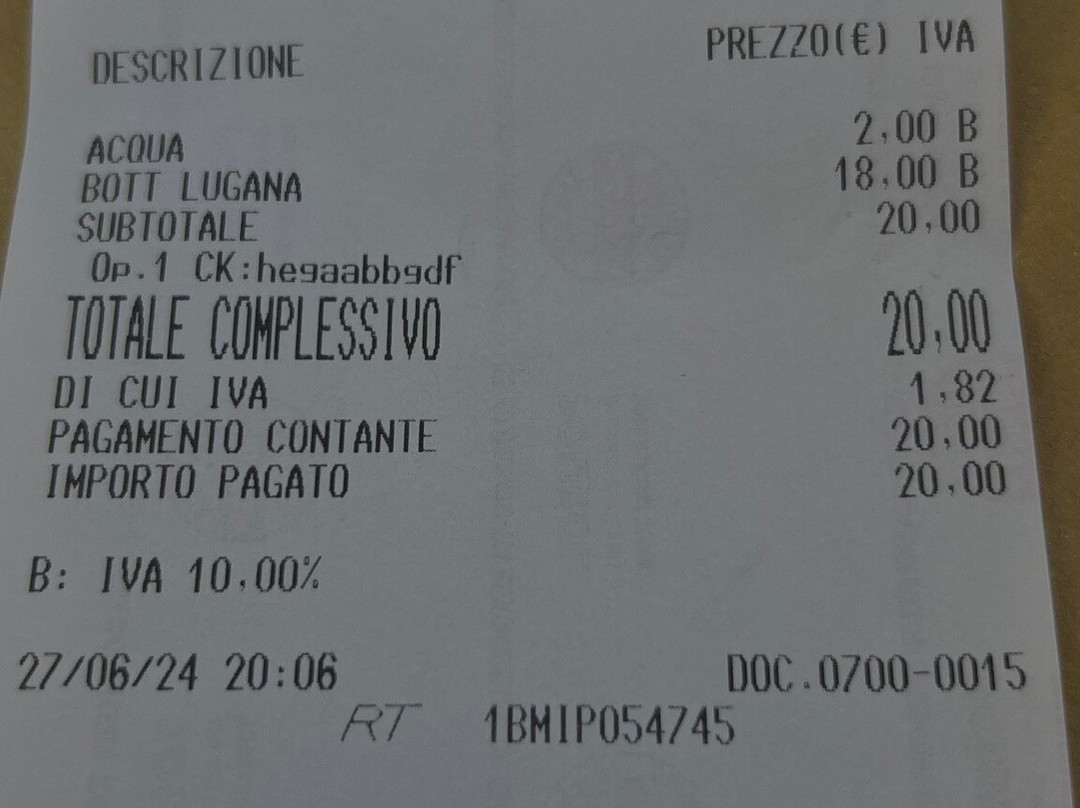 DESCRIZIONE PREZZO(€) IVA
ACQUA 2,00 B
BOTT LUGANA 18,00 B
SUBTOTALE 20,00
Op.1 CK:hegaabbgdf
TOTALE COMPLESSIVO 20,00
DI CUI IVA 1,82
PAGAMENTO CONTANTE 20,00
IMPORTO PAGATO 20,00
B: IVA 10,00%
27/06/24 20:06 DOC.0700-0015
RT 1BMIP054745